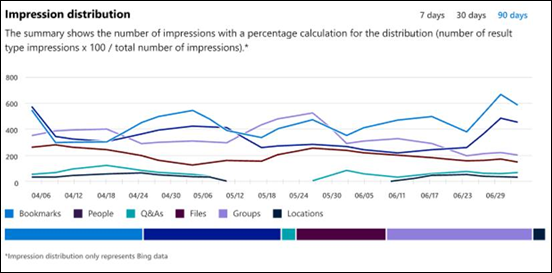 Impression distribution
7 days 30 days 90 days
The summary shows the number of impressions with a percentage calculation for the distribution (number of result
type impressions x 100 / total number of impressions).*
800
600
400
200
0
04/06 04/12 04/18 04/24 04/30 05/06 05/12 05/18 05/24 05/30 06/05 06/11 06/17 06/23 06/29
Bookmarks People Q&As Files Groups Locations
*Impression distribution only represents Bing data